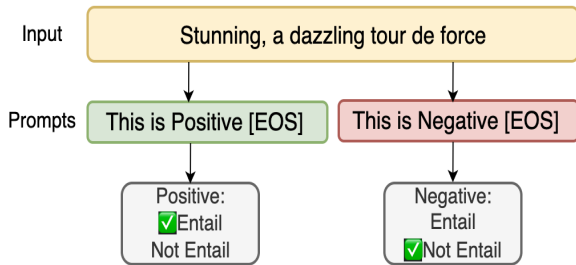 Input
Stunning, a dazzling tour de force
Prompts
This is Positive [EOS]
This is Negative [EOS]
Positive:
✅Entail
Not Entail
Negative:
Entail
✅Not Entail